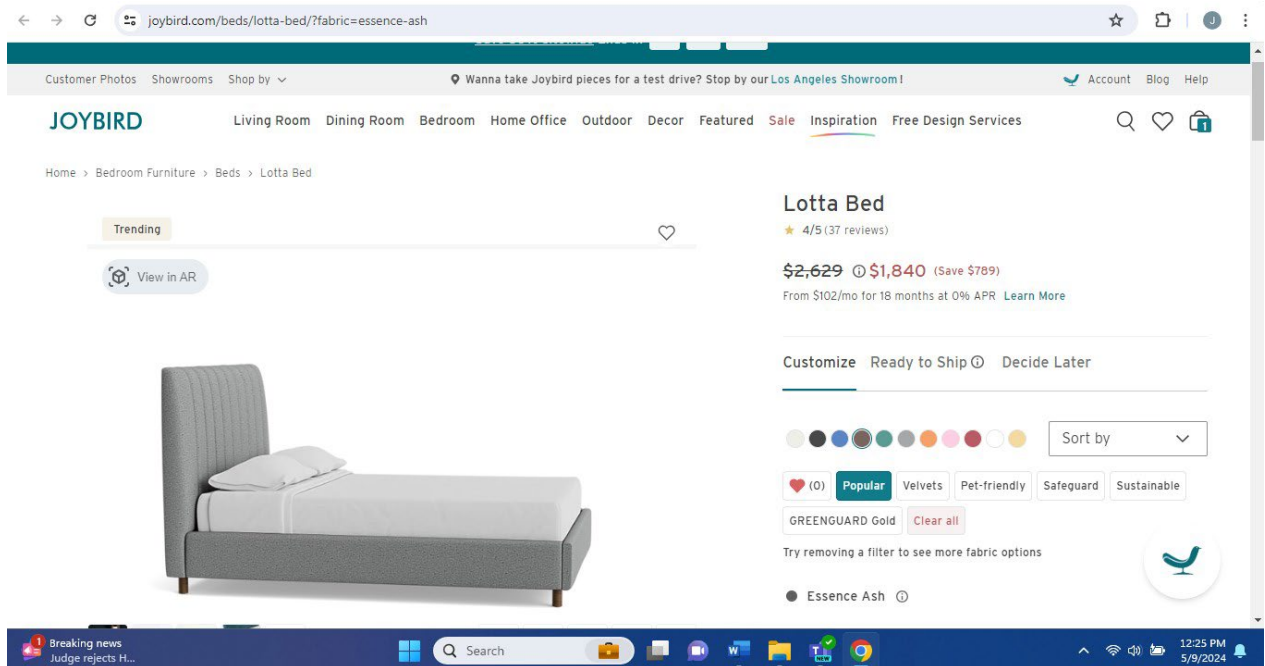 joybird.com/beds/lotta-bed/?fabric=essence-ash
J
Customer Photos Showrooms Shop by
Wanna take Joybird pieces for a test drive? Stop by our Los Angeles Showroom!
Account Blog Help
JOYBIRD
Living Room Dining Room Bedroom Home Office Outdoor Decor Featured Sale Inspiration Free Design Services
1
Home > Bedroom Furniture > Beds > Lotta Bed
Trending
View in AR
Lotta Bed
4/5 (37 reviews)
$2,629 $1,840 (Save $789)
From $102/mo for 18 months at 0% APR Learn More
Customize Ready to Ship Decide Later
Sort by
(0) Popular Velvets Pet-friendly Safeguard Sustainable
GREENGUARD Gold Clear all
Try removing a filter to see more fabric options
Essence Ash
1
Breaking news
Judge rejects H...
Search
W
T
NEW
12:25 PM
5/9/2024